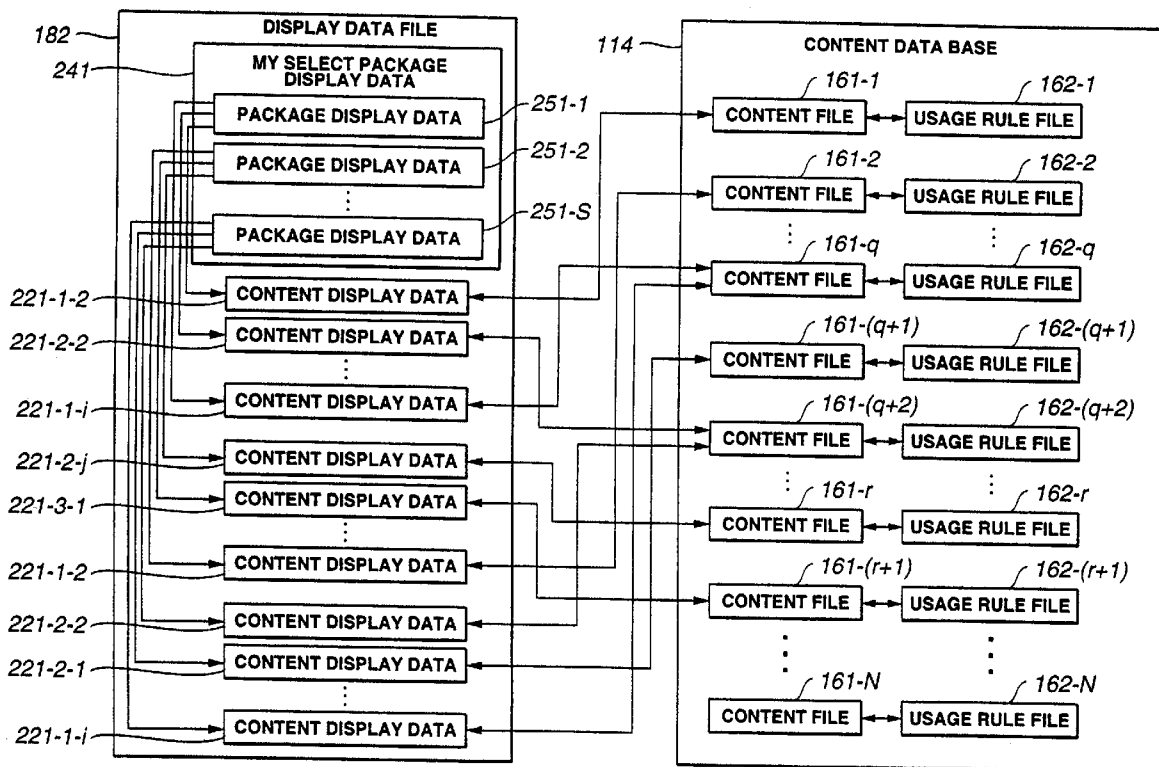 182
DISPLAY DATA FILE
241
MY SELECT PACKAGE
DISPLAY DATA
PACKAGE DISPLAY DATA
251-1
PACKAGE DISPLAY DATA
251-2
PACKAGE DISPLAY DATA
251-S
221-1-2
CONTENT DISPLAY DATA
221-2-2
CONTENT DISPLAY DATA
221-1-i
CONTENT DISPLAY DATA
221-2-j
CONTENT DISPLAY DATA
221-3-1
CONTENT DISPLAY DATA
221-1-2
CONTENT DISPLAY DATA
221-2-2
CONTENT DISPLAY DATA
221-2-1
CONTENT DISPLAY DATA
221-1-i
CONTENT DISPLAY DATA
114
CONTENT DATA BASE
161-1
162-1
CONTENT FILE
USAGE RULE FILE
161-2
162-2
CONTENT FILE
USAGE RULE FILE
161-q
162-q
CONTENT FILE
USAGE RULE FILE
161-(q+1)
162-(q+1)
CONTENT FILE
USAGE RULE FILE
161-(q+2)
162-(q+2)
CONTENT FILE
USAGE RULE FILE
161-r
162-r
CONTENT FILE
USAGE RULE FILE
161-(r+1)
162-(r+1)
CONTENT FILE
USAGE RULE FILE
161-N
162-N
CONTENT FILE
USAGE RULE FILE